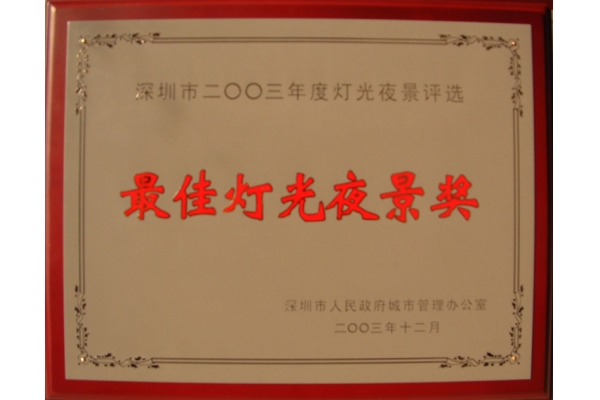 深圳市二〇〇三年度灯光夜景评选
最佳灯光夜景奖
深圳市人民政府城市管理办公室
二〇〇三年十二月